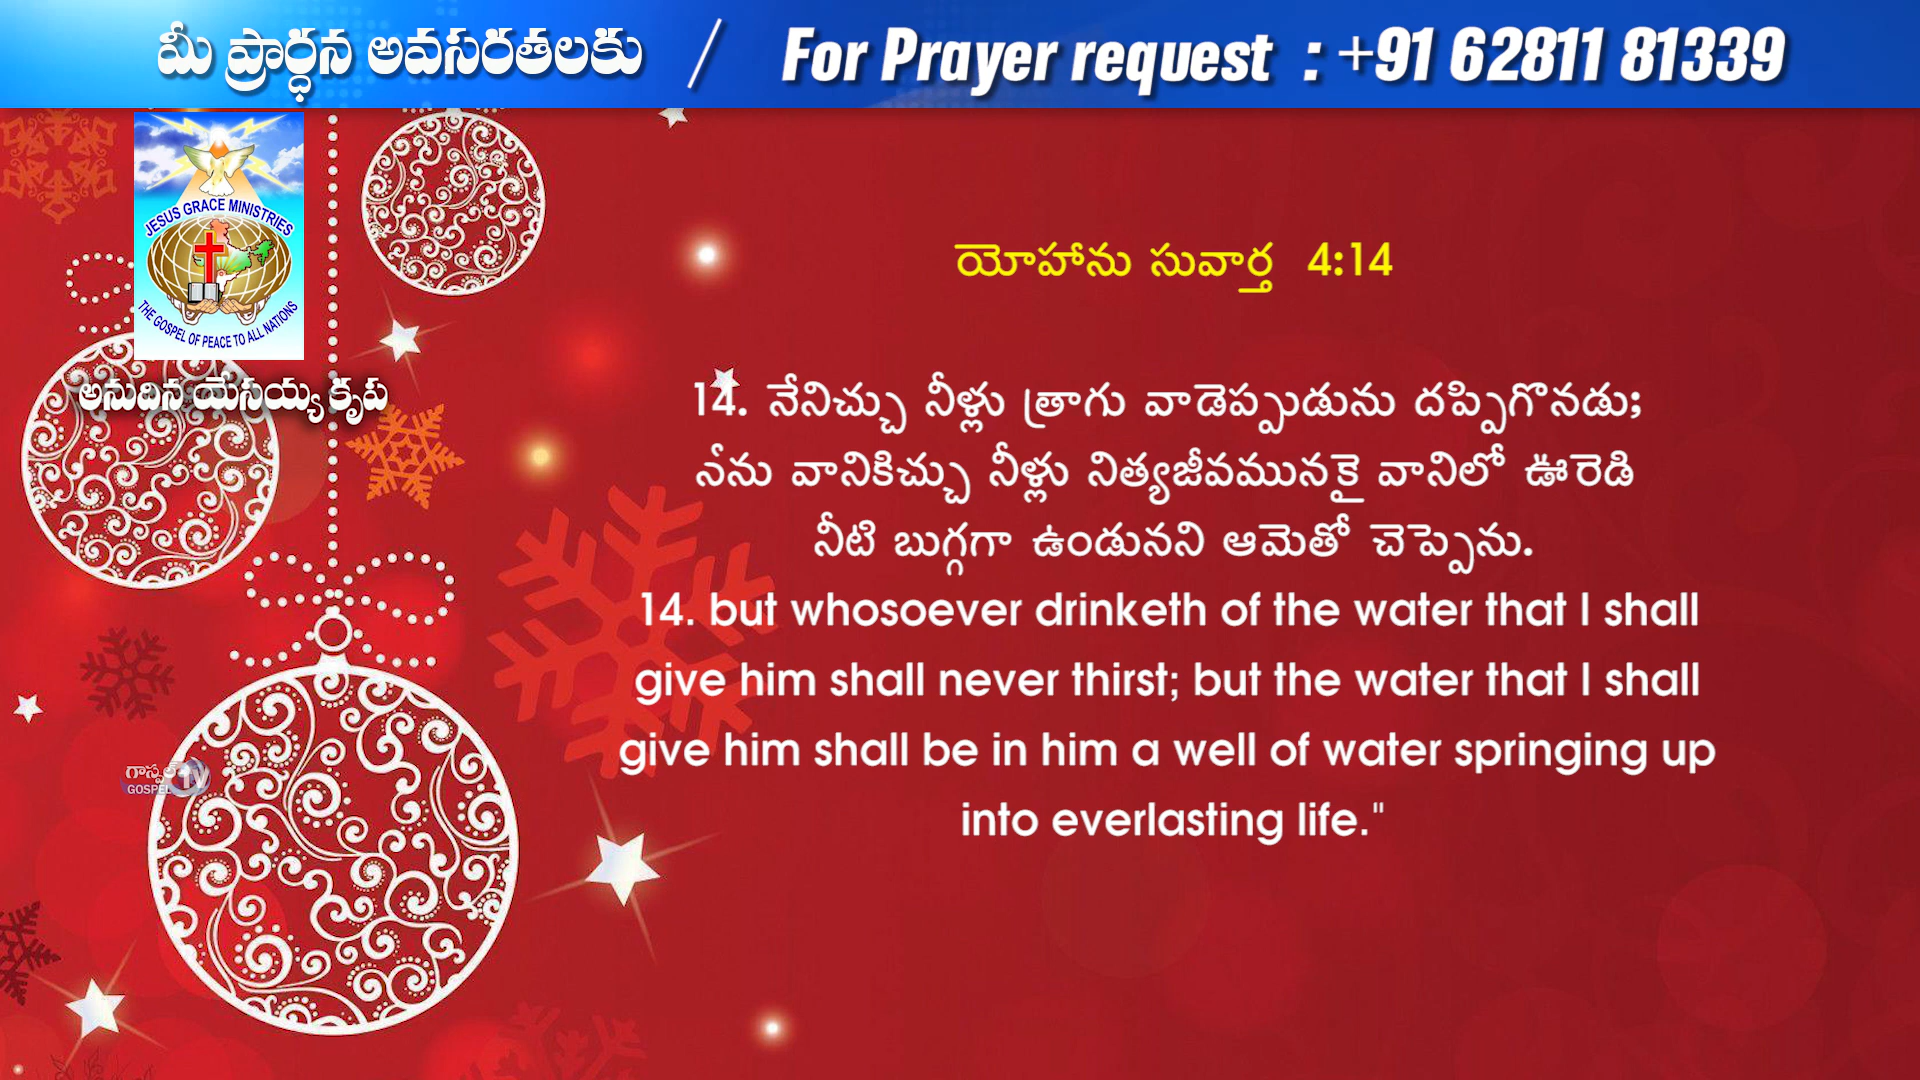 మీ ప్రార్ధన అవసరతలకు / For Prayer request : +91 62811 81339
JESUS GRACE MINISTRIES
THE GOSPEL OF PEACE TO ALL NATIONS
అనుదిన యేసయ్య కృప
యోహాను సువార్త 4:14
14. నేనిచ్చు నీళ్లు త్రాగు వాడెప్పుడును దప్పిగొనడు;
నేను వానికిచ్చు నీళ్లు నిత్యజీవమునకై వానిలో ఊరెడి
నీటి బుగ్గగా ఉండునని ఆమెతో చెప్పెను.
14. but whosoever drinketh of the water that I shall
give him shall never thirst; but the water that I shall
give him shall be in him a well of water springing up
into everlasting life."
గాస్పెల్ TV
GOSPEL